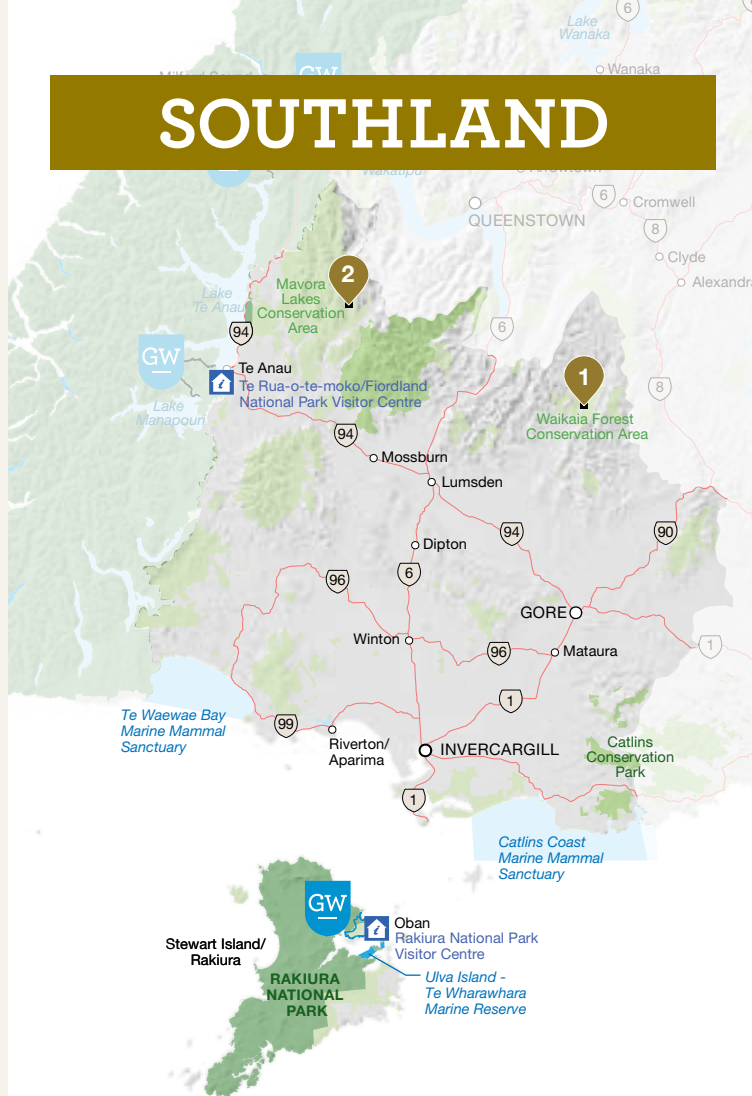 6
Lake
Wanaka
Wanaka
GW
SOUTHLAND
Wakatipu
6
Cromwell
QUEENSTOWN
8
Clyde
2
Mavora
Lakes
Conservation
Area
Alexandra
Lake
Te Anau
94
6
GW
Te Anau
Te Rua-o-te-moko/Fiordland
National Park Visitor Centre
1
8
Lake
Manapouri
Waikaia Forest
Conservation Area
94
Mossburn
Lumsden
94
90
Dipton
6
96
GORE
Winton
96
Mataura
1
1
Te Waewae Bay
Marine Mammal
Sanctuary
99
Riverton/
Aparima
INVERCARGILL
Catlins
Conservation
Park
1
Catlins Coast
Marine Mammal
Sanctuary
GW
Oban
Rakiura National Park
Visitor Centre
Stewart Island/
Rakiura
RAKIURA
NATIONAL
PARK
Ulva Island -
Te Wharawhara
Marine Reserve